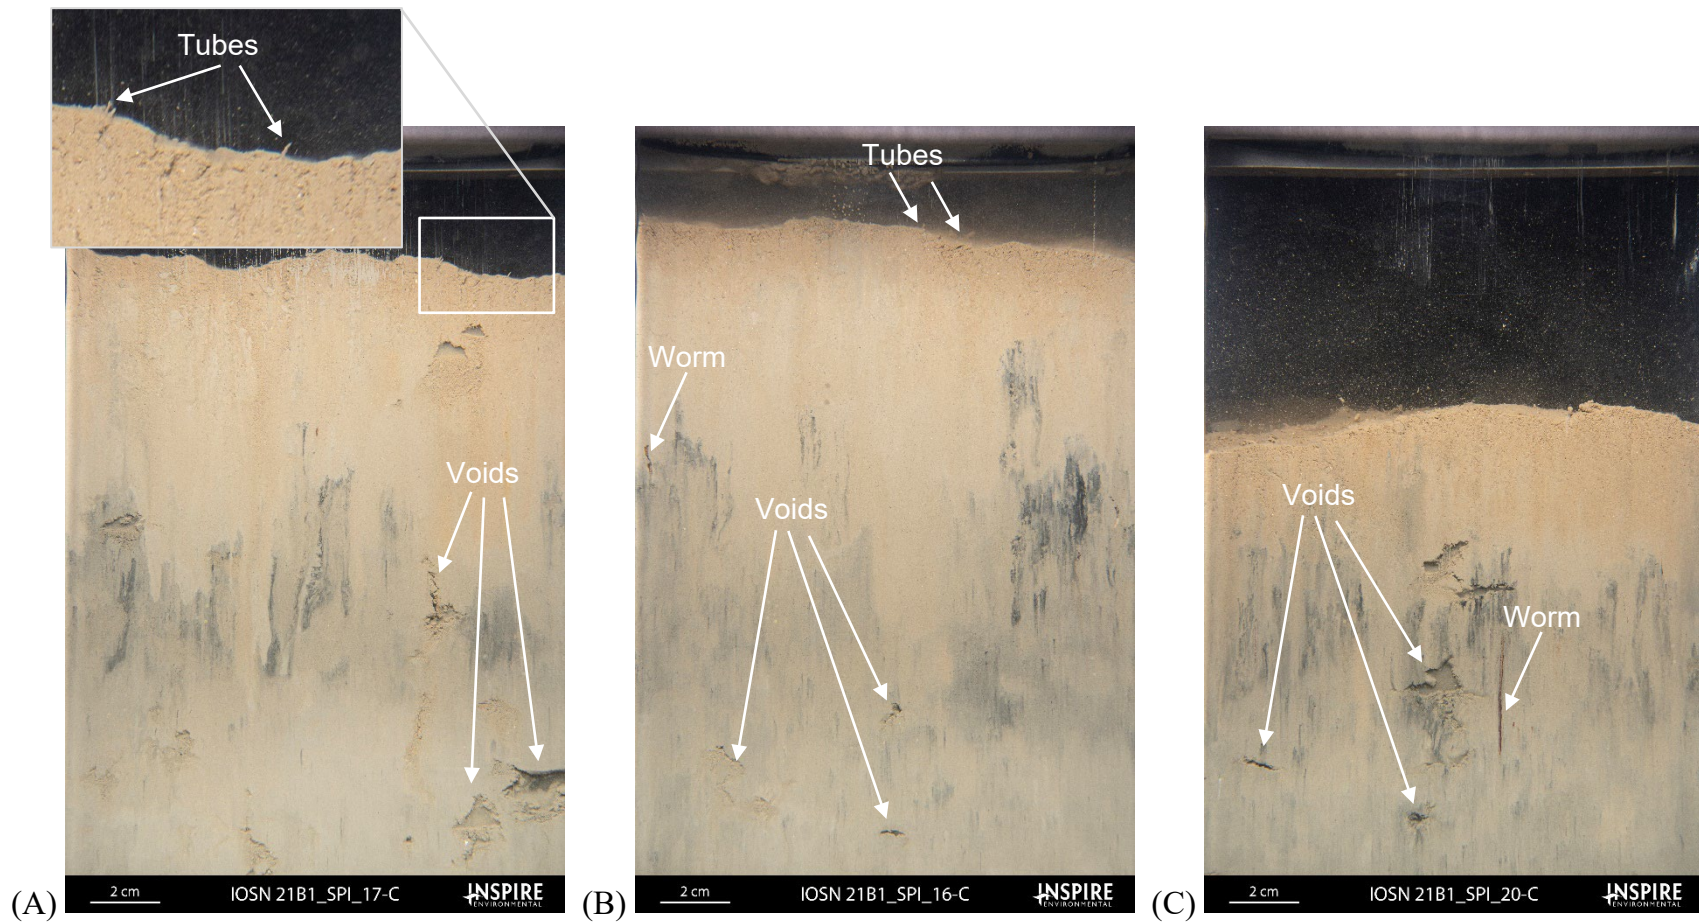 Tubes
Voids
2 cm
IOSN 21B1_SPI_17-C
INSPIRE
ENVIRONMENTAL
(A)
Tubes
Worm
Voids
2 cm
IOSN 21B1_SPI_16-C
INSPIRE
ENVIRONMENTAL
(B)
Voids
Worm
2 cm
IOSN 21B1_SPI_20-C
INSPIRE
ENVIRONMENTAL
(C)